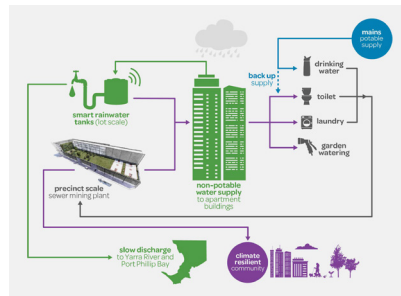 mains
potable
supply
drinking
water
back up
supply
toilet
laundry
garden
watering
smart rainwater
tanks (lot scale)
non-potable
water supply
to apartment
buildings
precinct scale
sewer mining plant
slow discharge
to Yarra River and
Port Phillip Bay
climate
resilient
community